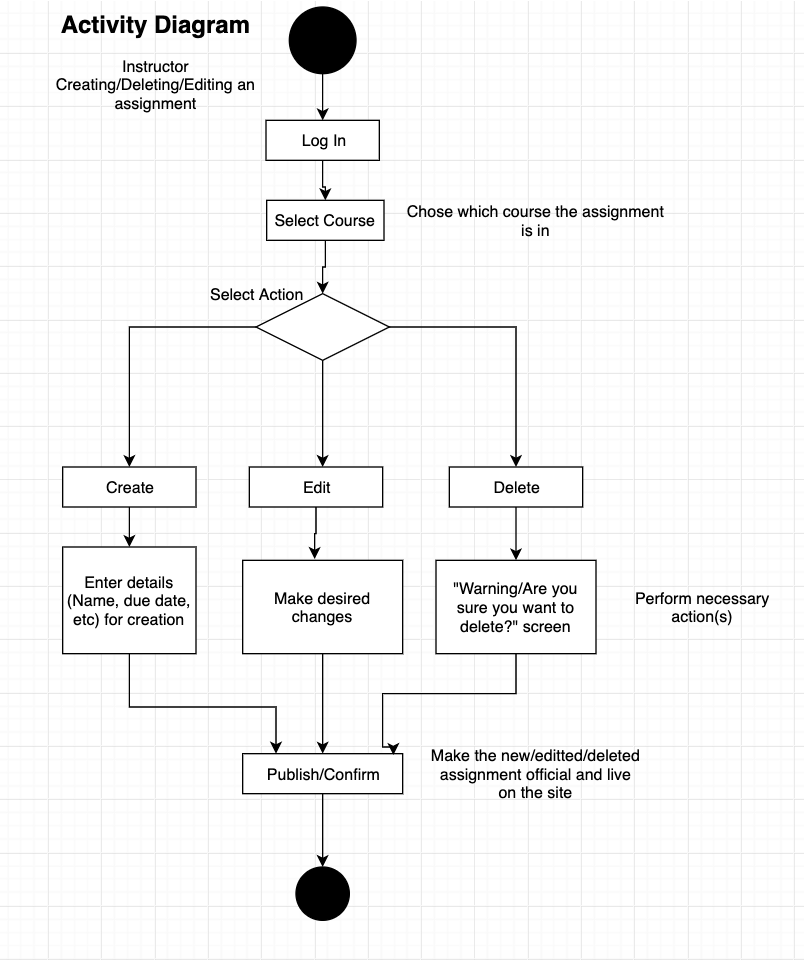 Activity Diagram
Instructor
Creating/Deleting/Editing an
assignment
Log In
Select Course
Chose which course the assignment
is in
Select Action
Create
Edit
Delete
Enter details
(Name, due date,
etc) for creation
Make desired
changes
"Warning/Are you
sure you want to
delete?" screen
Perform necessary
action(s)
Publish/Confirm
Make the new/editted/deleted
assignment official and live
on the site